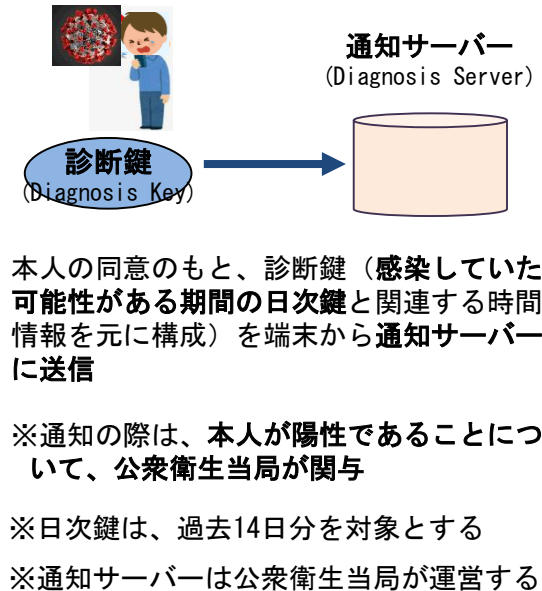 通知サーバー
(Diagnosis Server)
診断鍵
(Diagnosis Key)
本人の同意のもと、診断鍵（感染していた
可能性がある期間の日次鍵と関連する時間
情報を元に構成）を端末から通知サーバー
に送信
※通知の際は、本人が陽性であることにつ
いて、公衆衛生当局が関与
※日次鍵は、過去14日分を対象とする
※通知サーバーは公衆衛生当局が運営する